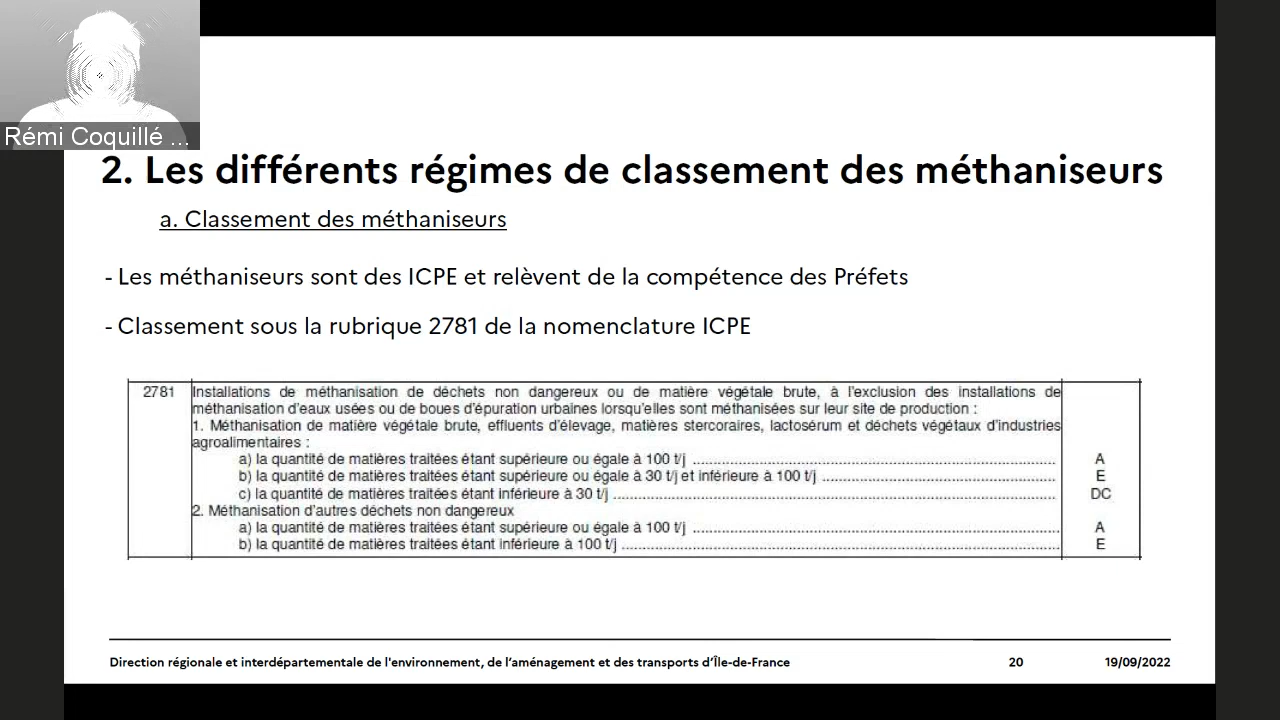 Rémi Coquillé ...
2. Les différents régimes de classement des méthaniseurs
a. Classement des méthaniseurs
- Les méthaniseurs sont des ICPE et relèvent de la compétence des Préfets
- Classement sous la rubrique 2781 de la nomenclature ICPE
2781 Installations de méthanisation de déchets non dangereux ou de matière végétale brute, à l'exclusion des installations de
méthanisation d'eaux usées ou de boues d'épuration urbaines lorsqu'elles sont méthanisées sur leur site de production :
1. Méthanisation de matière végétale brute, effluents d'élevage, matières stercoraires, lactosérum et déchets végétaux d'industries
agroalimentaires :
a) la quantité de matières traitées étant supérieure ou égale à 100 t/j ........ A
b) la quantité de matières traitées étant supérieure ou égale à 30 t/j et inférieure à 100 t/j ........ E
c) la quantité de matières traitées étant inférieure à 30 t/j ........ DC
2. Méthanisation d'autres déchets non dangereux
a) la quantité de matières traitées étant supérieure ou égale à 100 t/j ........ A
b) la quantité de matières traitées étant inférieure à 100 t/j ........ E
Direction régionale et interdépartementale de l'environnement, de l'aménagement et des transports d'Île-de-France 20 19/09/2022